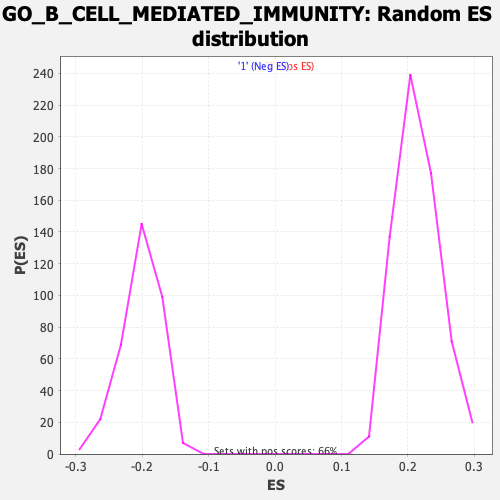 GO_B_CELL_MEDIATED_IMMUNITY: Random ES
distribution
'1' (Neg ES)os ES)
240
220
200
180
160
140
120
100
80
60
40
20
0
P(ES)
Sets with pos scores: 66%
-0.3 -0.2 -0.1 0.0 0.1 0.2 0.3
ES